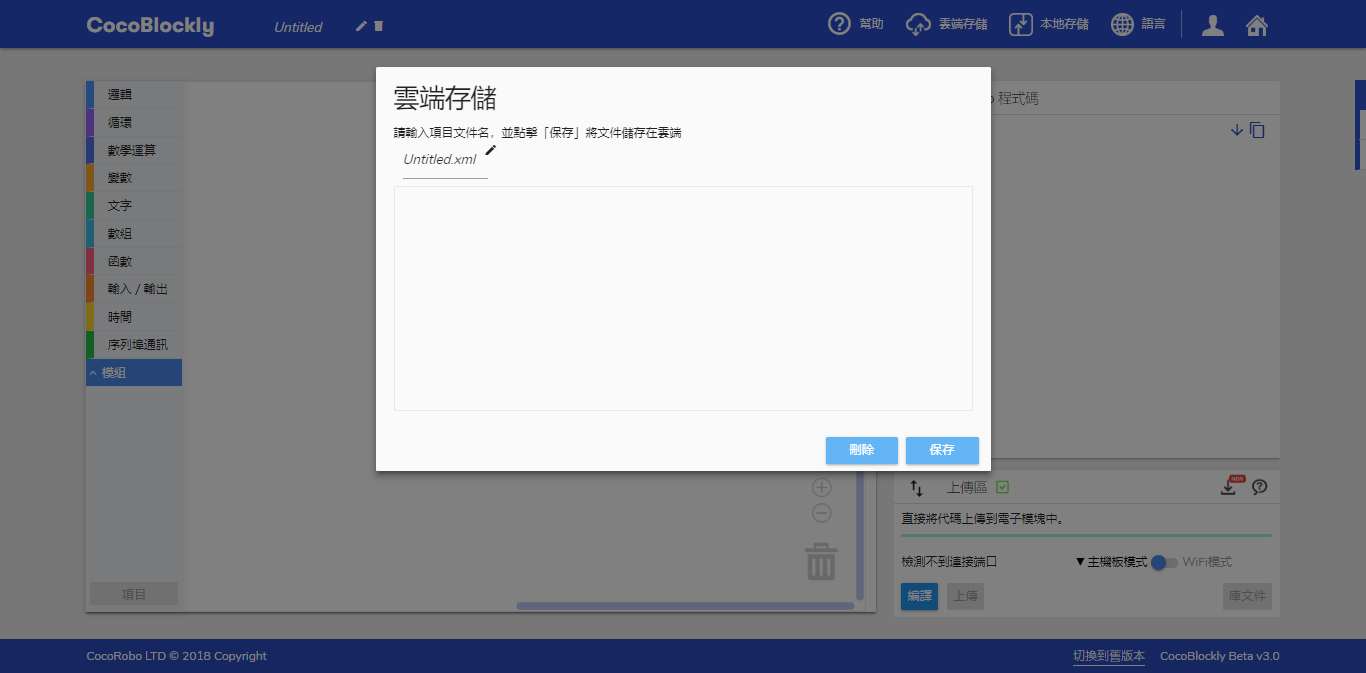 CocoBlockly
Untitled
幫助
雲端存儲
本地存儲
語言
雲端存儲
請輸入項目文件名，並點擊「保存」將文件儲存在雲端
Untitled.xml
刪除
保存
邏輯
循環
數學運算
變數
文字
數組
函數
輸入 / 輸出
時間
序列埠通訊
模組
項目
程式碼
上傳區
NEW
直接將代碼上傳到電子模塊中。
檢測不到連接端口
▼主機板模式
WiFi模式
編譯
上傳
庫文件
CocoRobo LTD © 2018 Copyright
切換到舊版本
CocoBlockly Beta v3.0